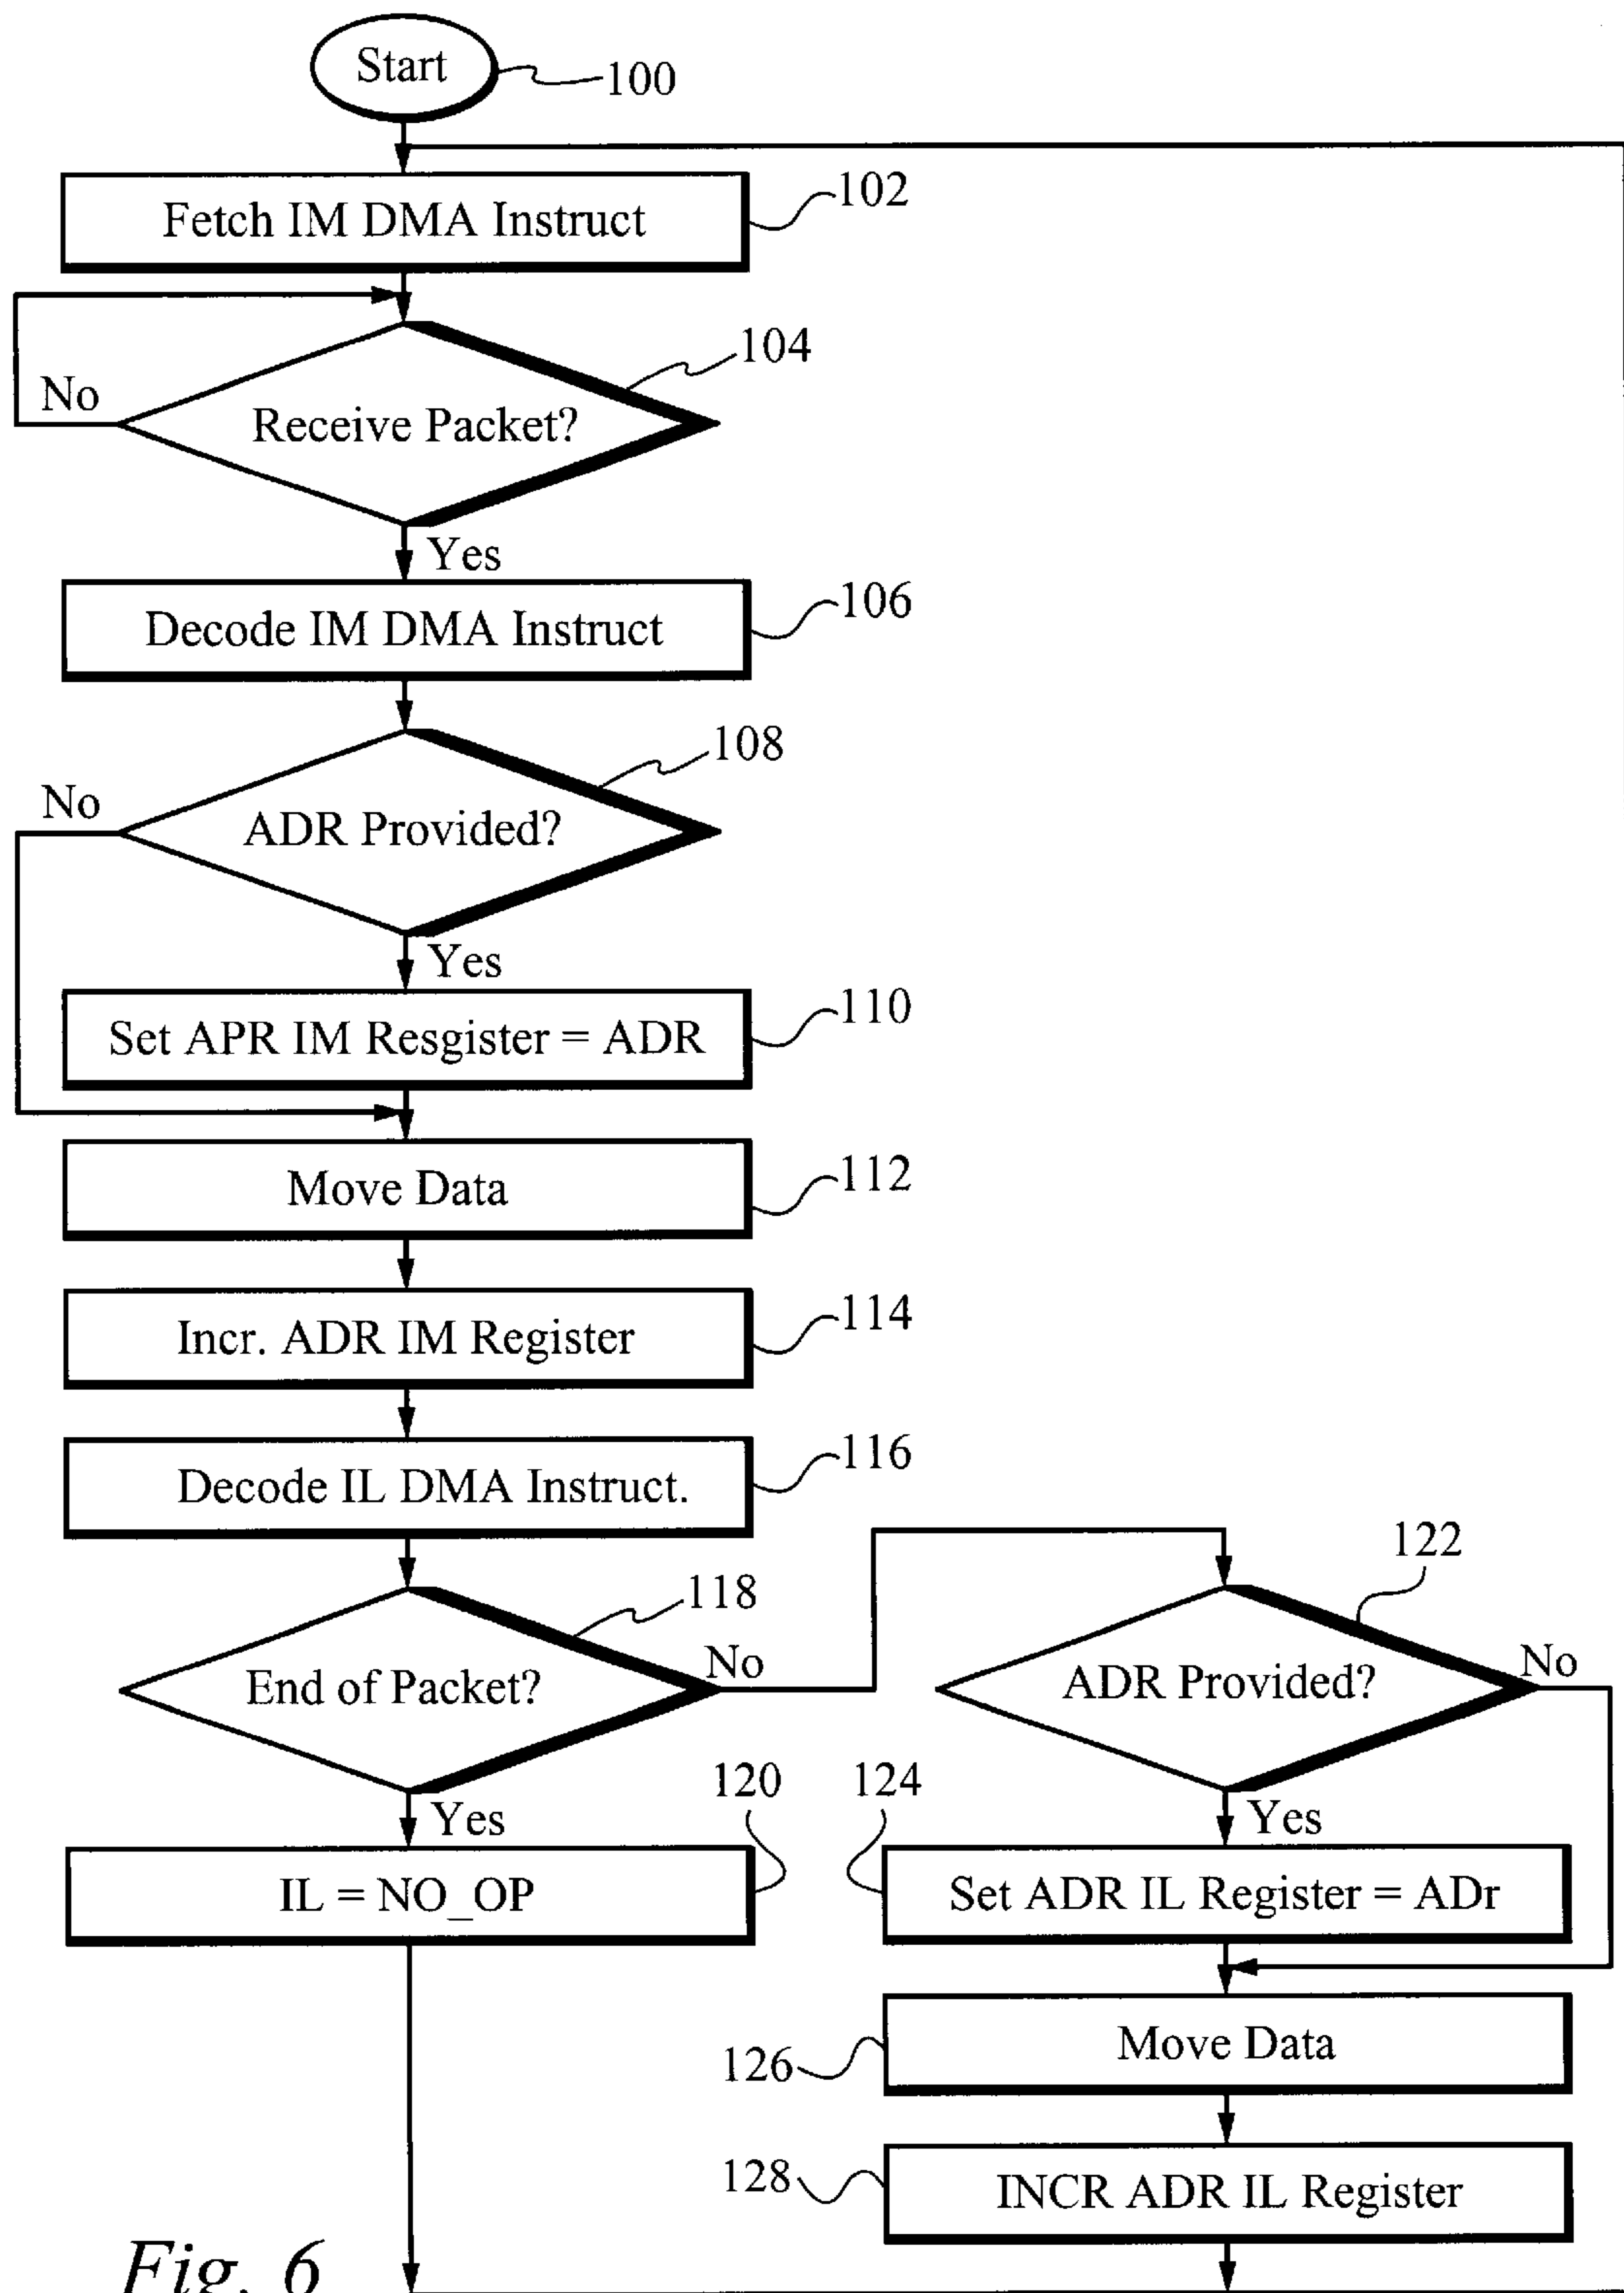 Start
100
Fetch IM DMA Instruct
102
Receive Packet?
104
No
Yes
Decode IM DMA Instruct
106
ADR Provided?
108
No
Yes
Set APR IM Resgister = ADR
110
Move Data
112
Incr. ADR IM Register
114
Decode IL DMA Instruct.
116
End of Packet?
118
No
Yes
IL = NO_OP
120
ADR Provided?
122
No
Yes
Set ADR IL Register = ADr
124
Move Data
126
INCR ADR IL Register
128
Fig. 6